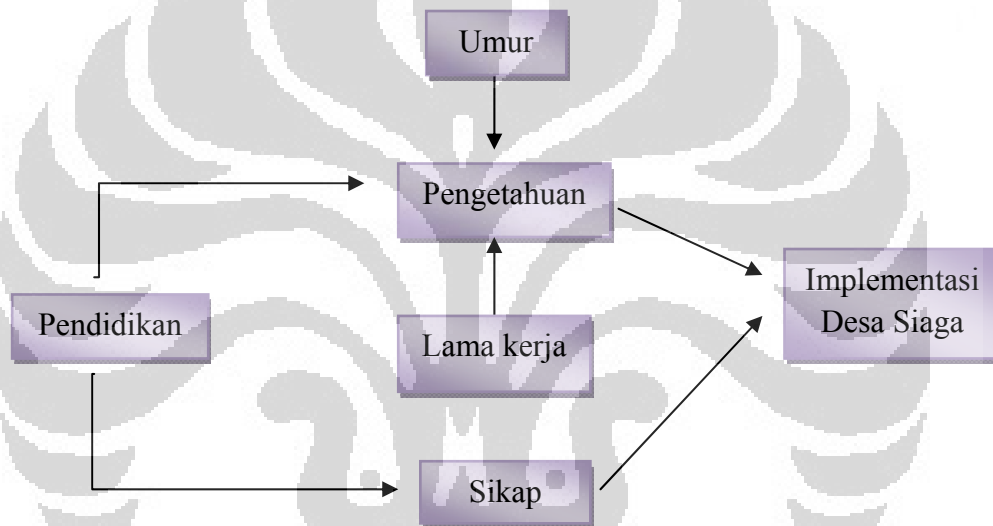 Umur
Pengetahuan
Implementasi
Desa Siaga
Pendidikan
Lama kerja
Sikap